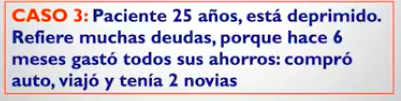 CASO 3: Paciente 25 años, está deprimido.
Refiere muchas deudas, porque hace 6
meses gastó todos sus ahorros: compró
auto, viajó y tenía 2 novias